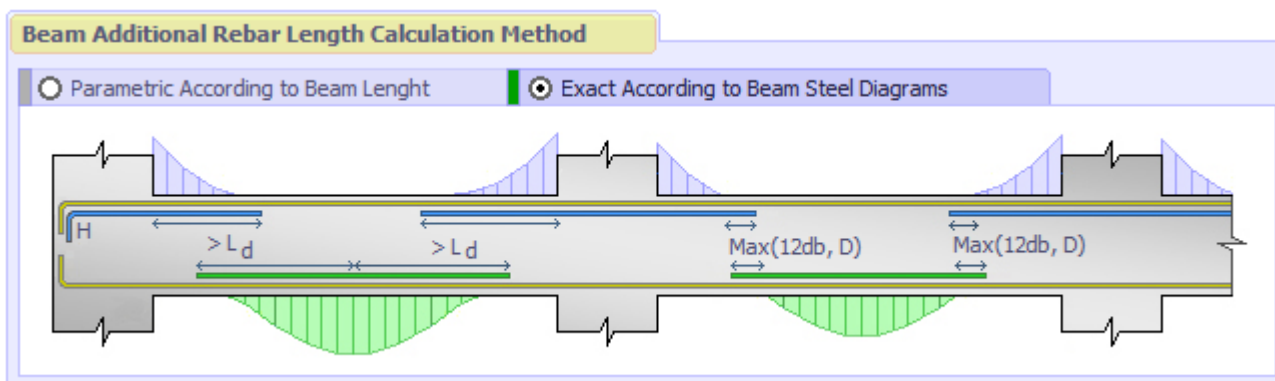 Beam Additional Rebar Length Calculation Method
Parametric According to Beam Lenght
Exact According to Beam Steel Diagrams
H
>Ld
>Ld
Max(12db, D)
Max(12db, D)